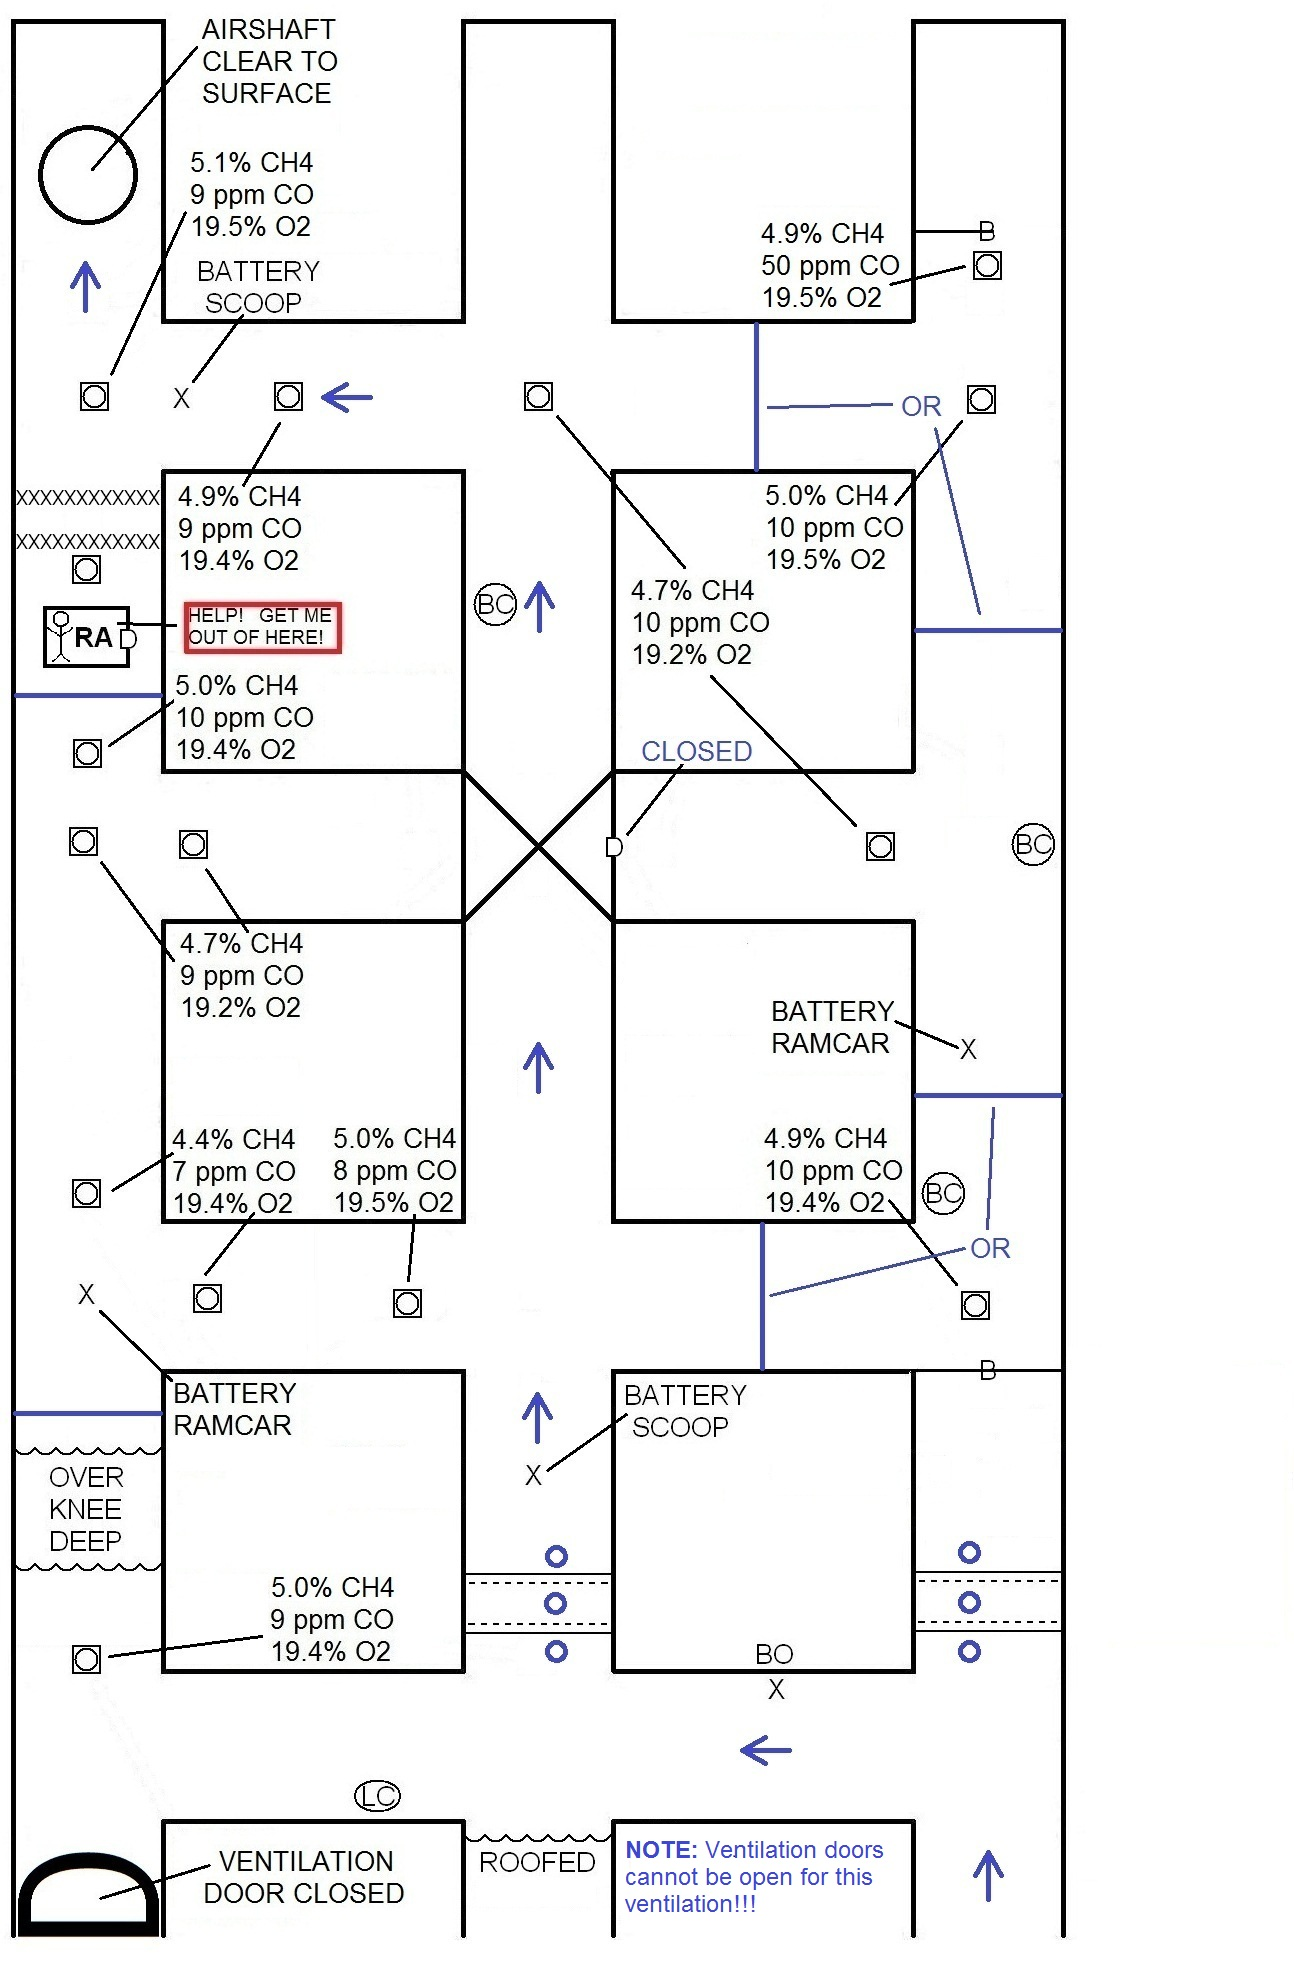 AIRSHAFT
CLEAR TO
SURFACE
5.1% CH4
9 ppm CO
19.5% O2
BATTERY
SCOOP
X
4.9% CH4
50 ppm CO
19.5% O2
B
OR
XXXXXXXXXXXX
XXXXXXXXXXXX
4.9% CH4
9 ppm CO
19.4% O2
5.0% CH4
10 ppm CO
19.5% O2
BC
4.7% CH4
10 ppm CO
19.2% O2
RA
D
HELP! GET ME
OUT OF HERE!
5.0% CH4
10 ppm CO
19.4% O2
CLOSED
D
BC
4.7% CH4
9 ppm CO
19.2% O2
BATTERY
RAMCAR
X
4.4% CH4
7 ppm CO
19.4% O2
5.0% CH4
8 ppm CO
19.5% O2
4.9% CH4
10 ppm CO
19.4% O2
BC
OR
X
BATTERY
RAMCAR
BATTERY
SCOOP
X
B
OVER
KNEE
DEEP
5.0% CH4
9 ppm CO
19.4% O2
BO
X
LC
VENTILATION
DOOR CLOSED
ROOFED
NOTE: Ventilation doors
cannot be open for this
ventilation!!!